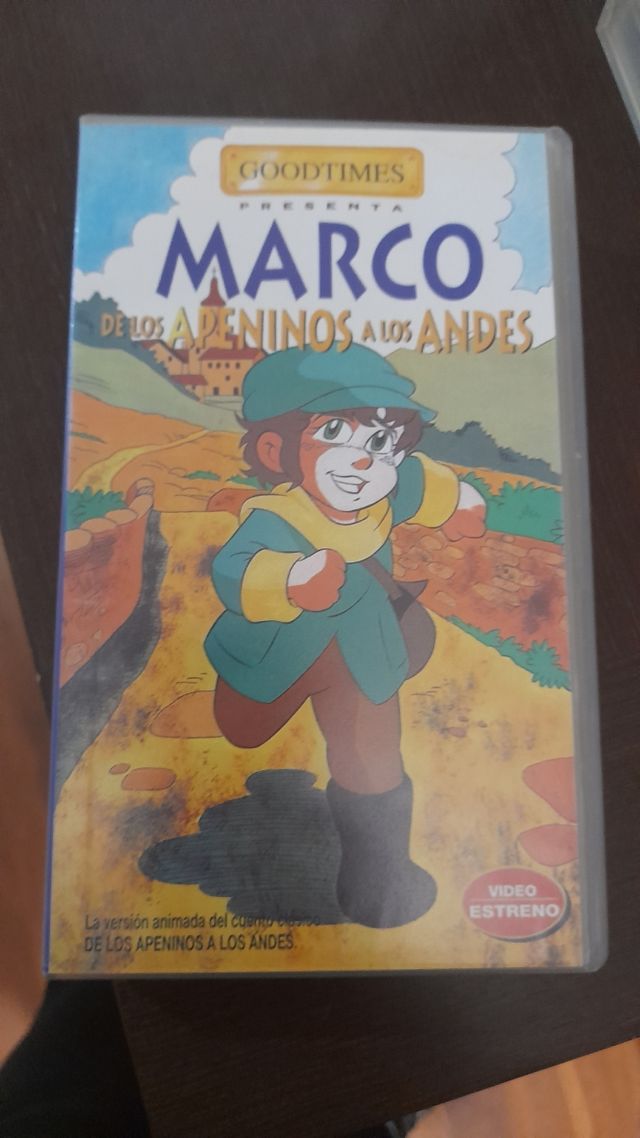 GOODTIMES
PRESENTA
MARCO
DE LOS APENINOS A LOS ANDES
La versión animada del cuento clásico
DE LOS APENINOS A LOS ANDES.
VIDEO
ESTRENO